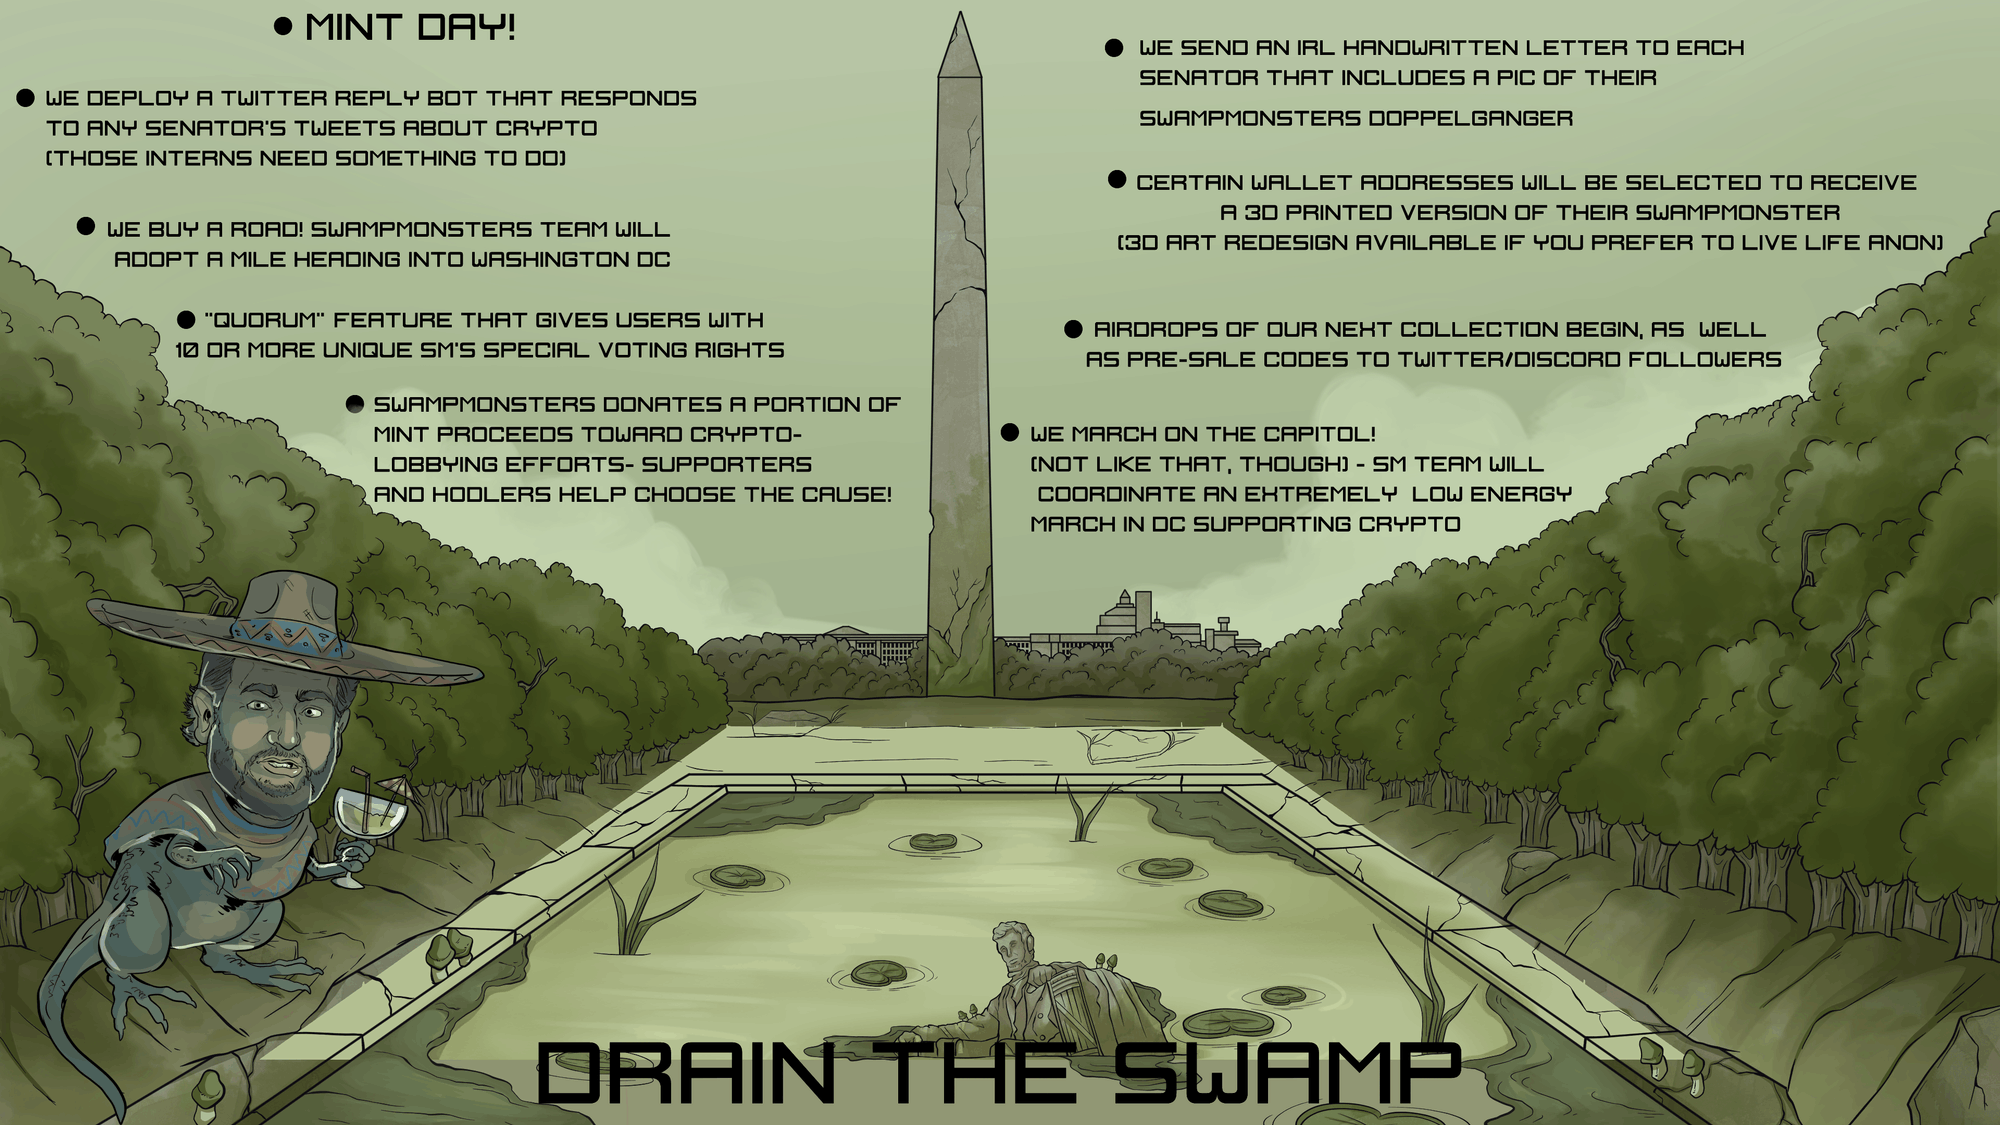 ● MINT DAY!
● WE DEPLOY A TWITTER REPLY BOT THAT RESPONDS
TO ANY SENATOR'S TWEETS ABOUT CRYPTO
(THOSE INTERNS NEED SOMETHING TO DO)
● WE BUY A ROAD! SWAMPMONSTERS TEAM WILL
ADOPT A MILE HEADING INTO WASHINGTON DC
● "QUORUM" FEATURE THAT GIVES USERS WITH
10 OR MORE UNIQUE SM'S SPECIAL VOTING RIGHTS
● SWAMPMONSTERS DONATES A PORTION OF
MINT PROCEEDS TOWARD CRYPTO-
LOBBYING EFFORTS- SUPPORTERS
AND HODLERS HELP CHOOSE THE CAUSE!
● WE SEND AN IRL HANDWRITTEN LETTER TO EACH
SENATOR THAT INCLUDES A PIC OF THEIR
SWAMPMONSTERS DOPPELGANGER
● CERTAIN WALLET ADDRESSES WILL BE SELECTED TO RECEIVE
A 3D PRINTED VERSION OF THEIR SWAMPMONSTER
(3D ART REDESIGN AVAILABLE IF YOU PREFER TO LIVE LIFE ANON)
● AIRDROPS OF OUR NEXT COLLECTION BEGIN, AS WELL
AS PRE-SALE CODES TO TWITTER/DISCORD FOLLOWERS
● WE MARCH ON THE CAPITOL!
(NOT LIKE THAT, THOUGH) - SM TEAM WILL
COORDINATE AN EXTREMELY LOW ENERGY
MARCH IN DC SUPPORTING CRYPTO
DRAIN THE SWAMP